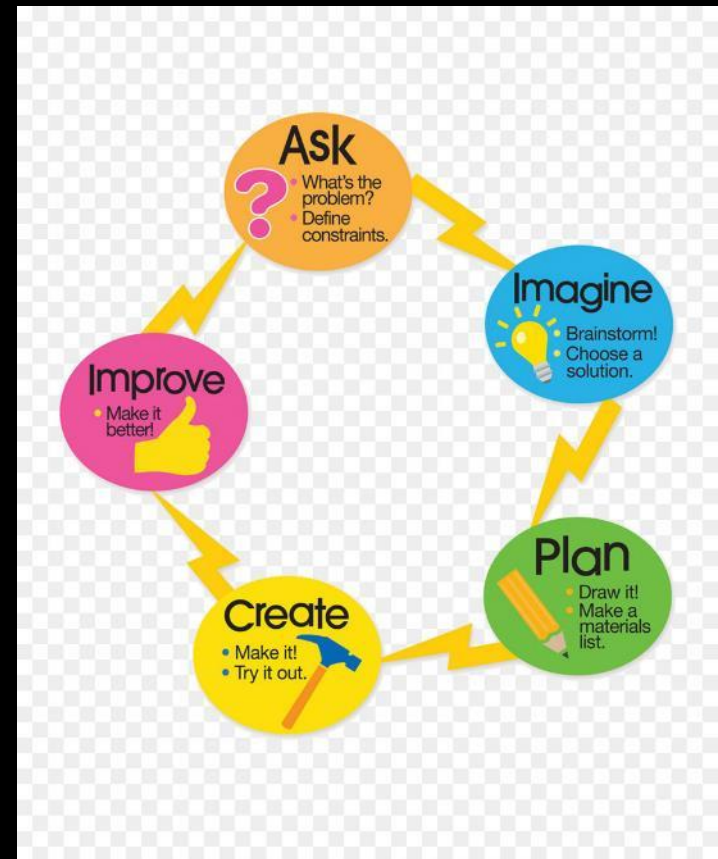 Ask
• What's the
problem?
• Define
constraints.
Imagine
• Brainstorm!
• Choose a
solution.
Plan
• Draw it!
• Make a
materials
list.
Create
• Make it!
• Try it out.
Improve
• Make it
better!